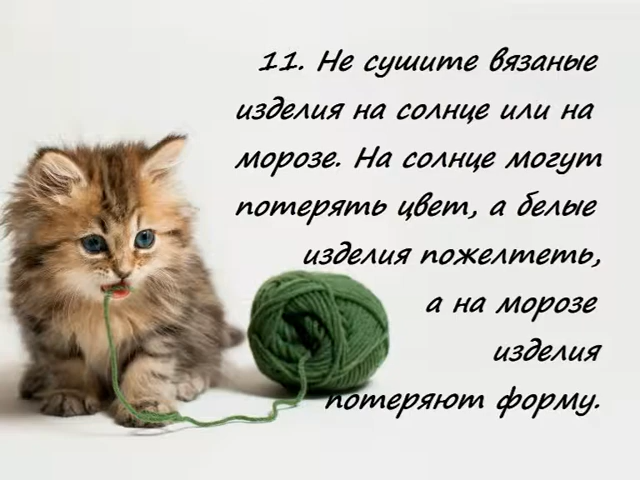 11. Не сушите вязаные
изделия на солнце или на
морозе. На солнце могут
потерять цвет, а белые
изделия пожелтеть,
а на морозе
изделия
потеряют форму.